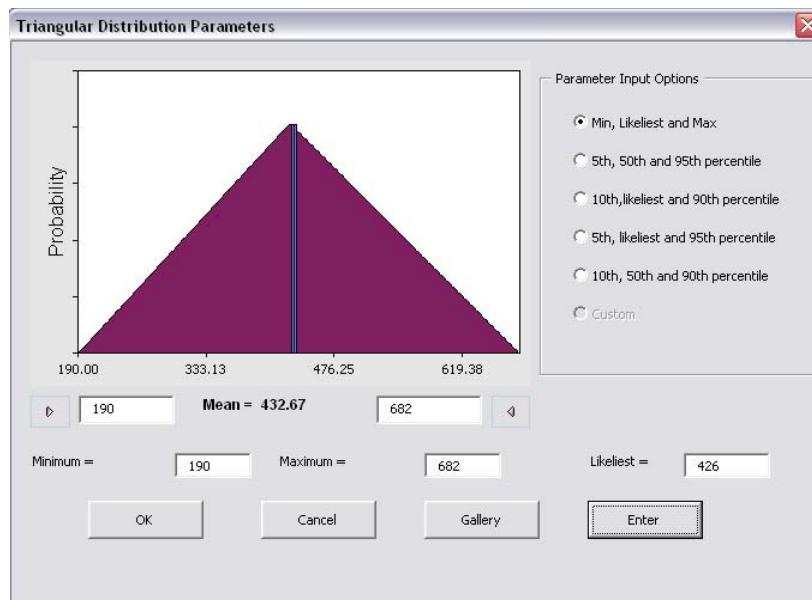 Triangular Distribution Parameters
Probability
190.00 333.13 476.25 619.38
190 Mean = 432.67 682
Parameter Input Options
Min, Likeliest and Max
5th, 50th and 95th percentile
10th,likeliest and 90th percentile
5th, likeliest and 95th percentile
10th, 50th and 90th percentile
Custom
Minimum = 190 Maximum = 682 Likeliest = 426
OK Cancel Gallery Enter